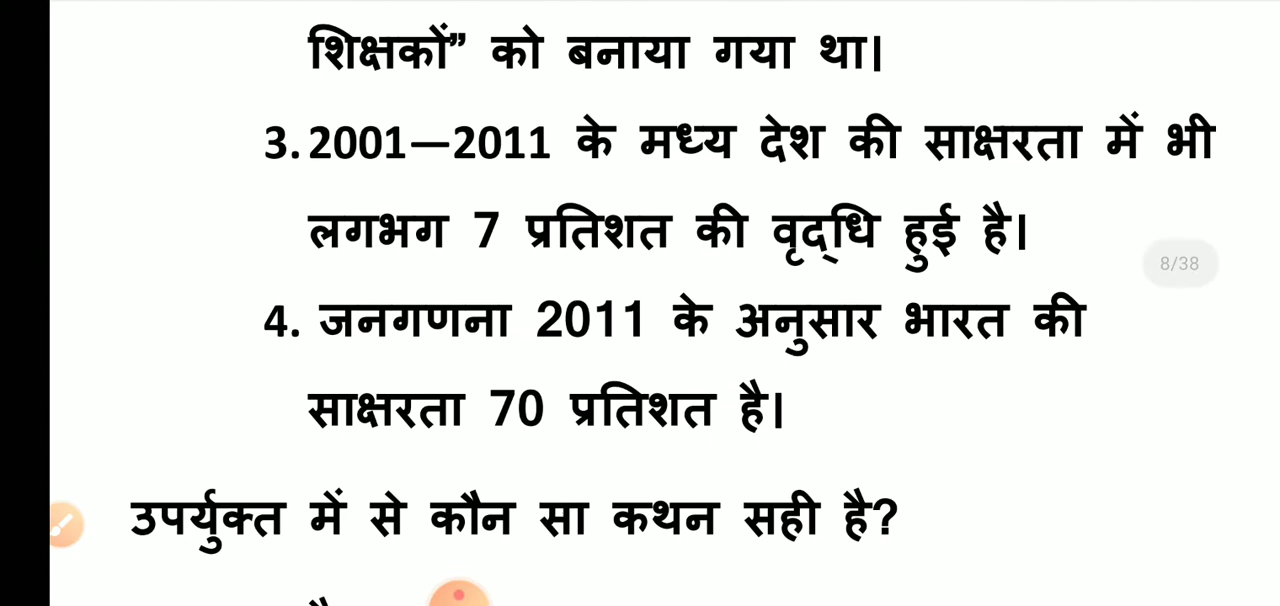 शिक्षकों” को बनाया गया था।
3. 2001—2011 के मध्य देश की साक्षरता में भी
लगभग 7 प्रतिशत की वृद्धि हुई है।
8/38
4. जनगणना 2011 के अनुसार भारत की
साक्षरता 70 प्रतिशत है।
उपर्युक्त में से कौन सा कथन सही है?